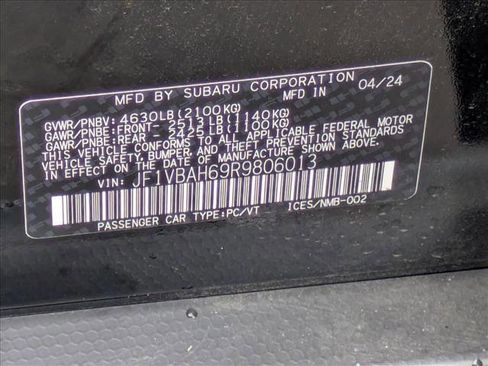 MFD BY SUBARU CORPORATION 04/24
GVWR/PNBV: 4630LB(2100KG)
GAWR/PNBE:FRONT- 2513LB(1140KG)
GAWR/PNBE:REAR - 2425LB(1100KG)
THIS VEHICLE CONFORMS TO ALL APPLICABLE FEDERAL MOTOR
VEHICLE SAFETY, BUMPER, AND THEFT PREVENTION STANDARDS
IN EFFECT ON THE DATE OF MANUFACTURE SHOWN ABOVE.
VIN: JF1VBAH69R9806013
PASSENGER CAR TYPE:PC/VT ICES/NMB-002